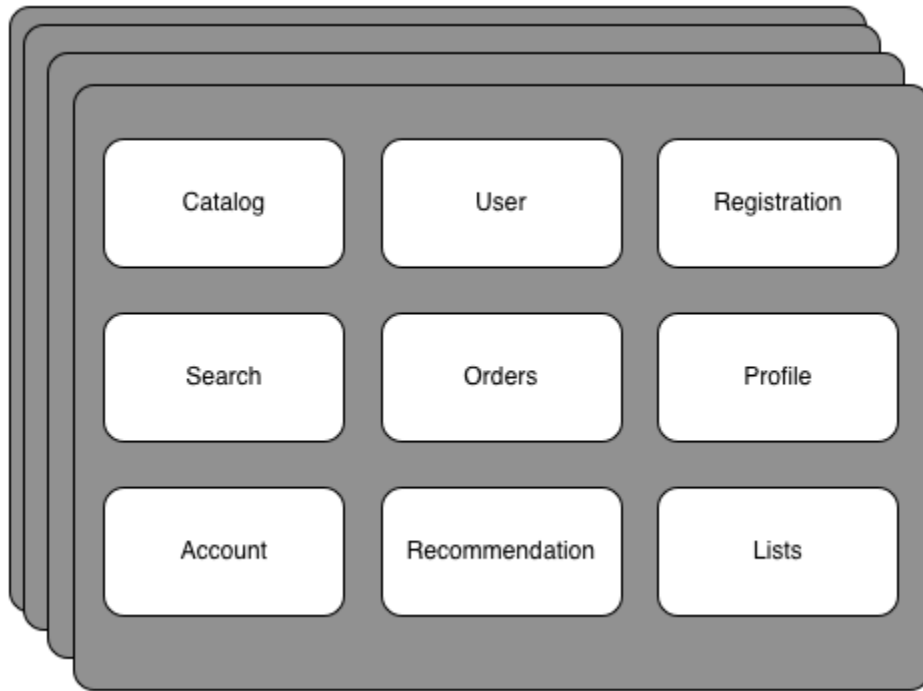 Catalog
User
Registration
Search
Orders
Profile
Account
Recommendation
Lists